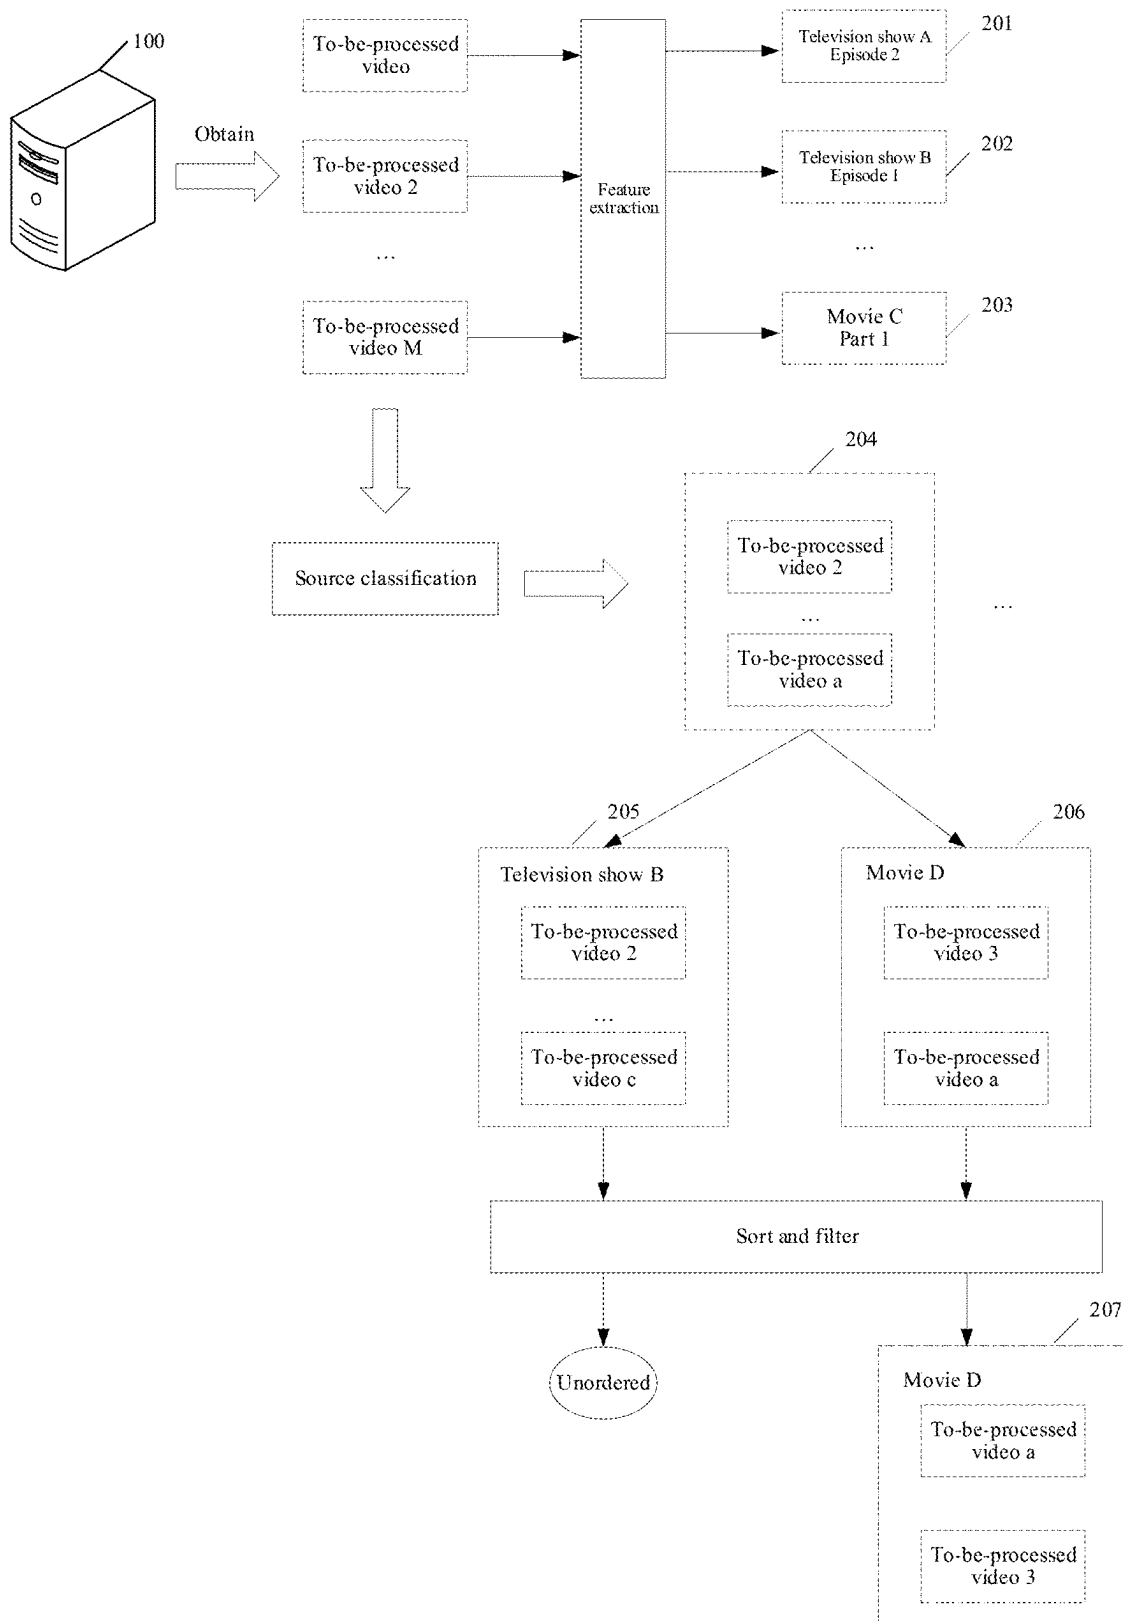 100
Obtain
To-be-processed
video
To-be-processed
video 2
...
To-be-processed
video M
Feature
extraction
Television show A
Episode 2
201
Television show B
Episode 1
202
...
Movie C
Part 1
203
Source classification
204
To-be-processed
video 2
...
To-be-processed
video a
...
205
Television show B
To-be-processed
video 2
...
To-be-processed
video c
206
Movie D
To-be-processed
video 3
To-be-processed
video a
Sort and filter
Unordered
207
Movie D
To-be-processed
video a
To-be-processed
video 3